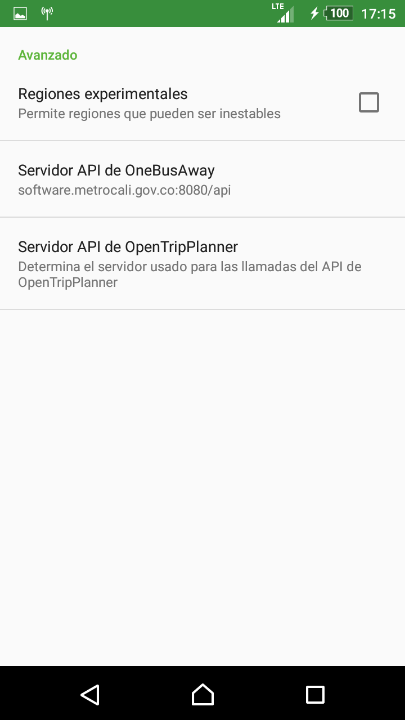 LTE 100 17:15
Avanzado
Regiones experimentales
Permite regiones que pueden ser inestables
Servidor API de OneBusAway
software.metrocali.gov.co:8080/api
Servidor API de OpenTripPlanner
Determina el servidor usado para las llamadas del API de
OpenTripPlanner